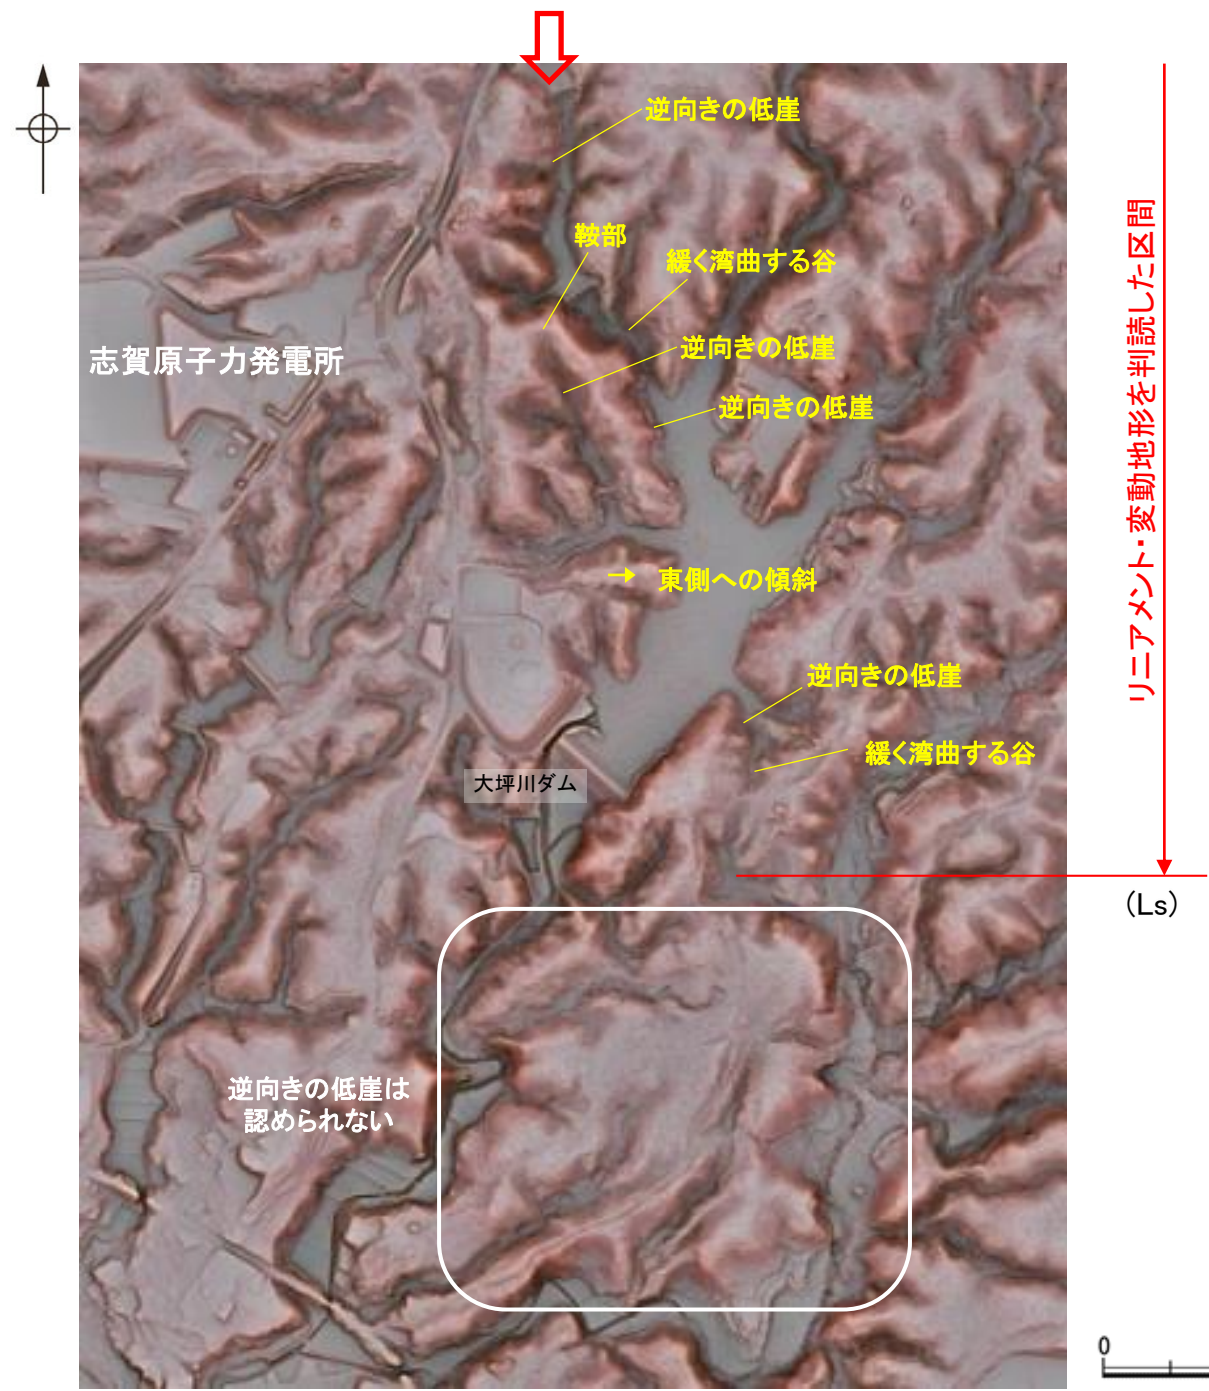 逆向きの低崖
鞍部
緩く湾曲する谷
逆向きの低崖
志賀原子力発電所
逆向きの低崖
リニアメント・変動地形を判読した区間
東側への傾斜
逆向きの低崖
緩く湾曲する谷
大坪川ダム
(Ls)
逆向きの低崖は
認められない
0